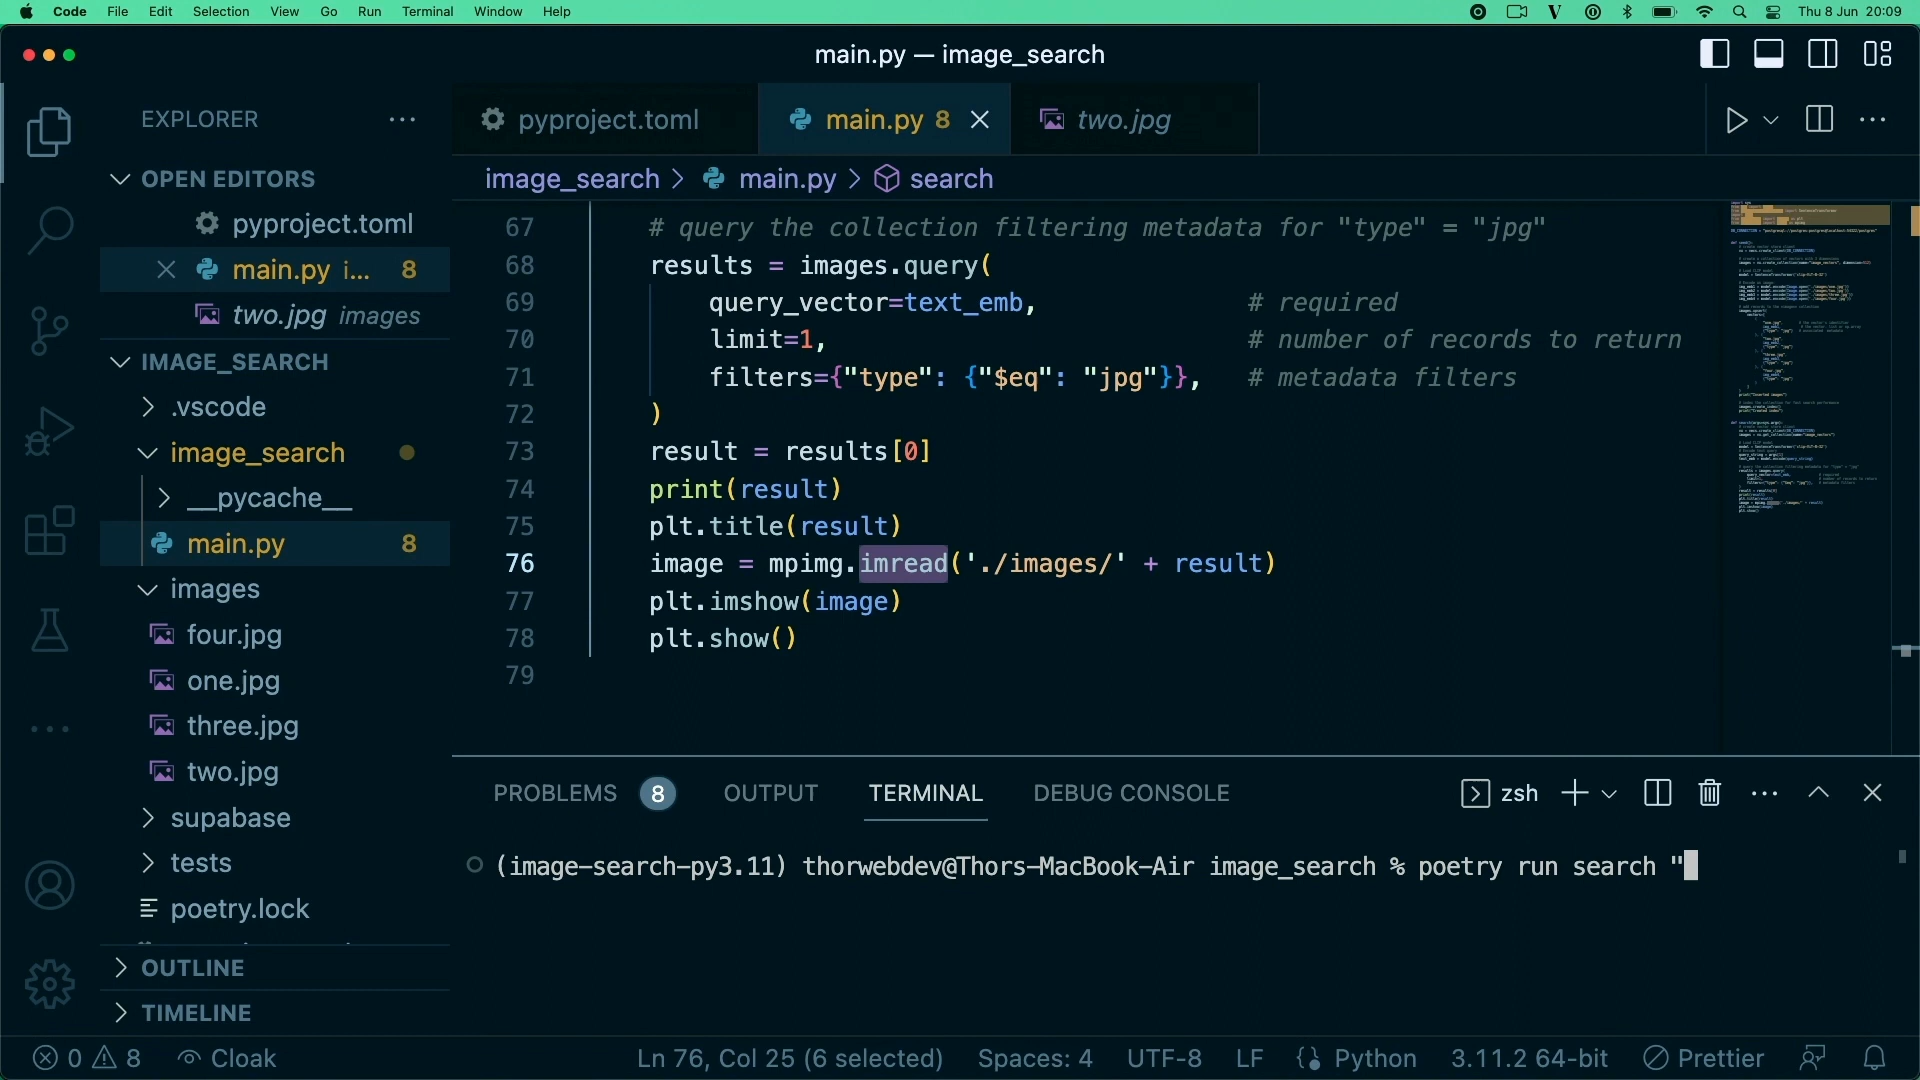 Code File Edit Selection View Go Run Terminal Window Help Thu 8 Jun 20:09
main.py — image_search
EXPLORER
OPEN EDITORS
pyproject.toml
main.py i... 8
two.jpg images
IMAGE_SEARCH
.vscode
image_search
__pycache__
main.py 8
images
four.jpg
one.jpg
three.jpg
two.jpg
supabase
tests
poetry.lock
OUTLINE
TIMELINE
pyproject.toml main.py 8 two.jpg
image_search > main.py > search
67 # query the collection filtering metadata for "type" = "jpg"
68 results = images.query(
69 query_vector=text_emb, # required
70 limit=1, # number of records to return
71 filters={"type": {"$eq": "jpg"}}, # metadata filters
72 )
73 result = results[0]
74 print(result)
75 plt.title(result)
76 image = mpimg.imread('./images/' + result)
77 plt.imshow(image)
78 plt.show()
79
PROBLEMS 8 OUTPUT TERMINAL DEBUG CONSOLE zsh
(image-search-py3.11) thorwebdev@Thors-MacBook-Air image_search % poetry run search "
0 8 Cloak Ln 76, Col 25 (6 selected) Spaces: 4 UTF-8 LF Python 3.11.2 64-bit Prettier